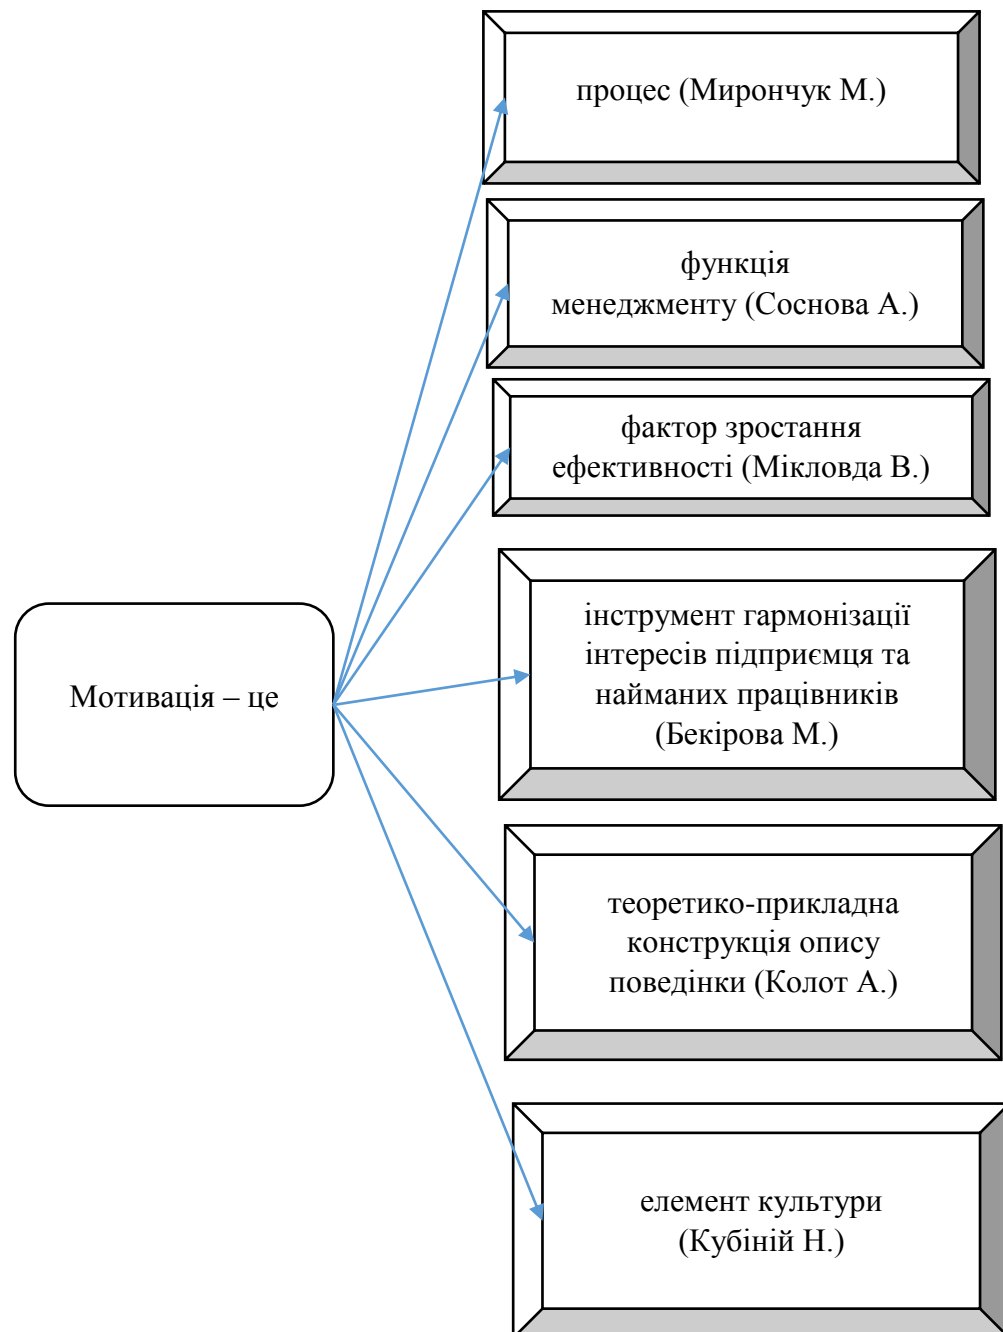 процес (Мирончук М.)
функція
менеджменту (Соснова А.)
фактор зростання
ефективності (Мікловда В.)
Мотивація – це
інструмент гармонізації
інтересів підприємця та
найманих працівників
(Бекірова М.)
теоретико-прикладна
конструкція опису
поведінки (Колот А.)
елемент культури
(Кубіній Н.)